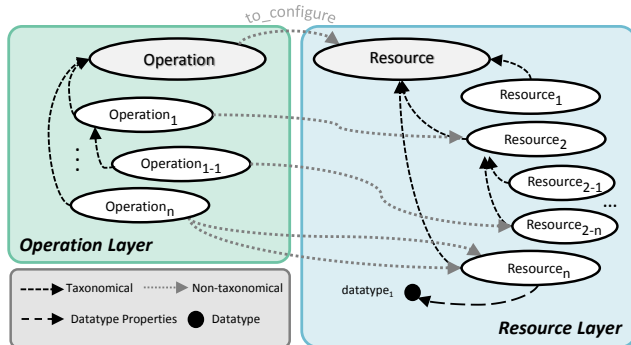 to_configure
Operation
Operation1
Operation1-1
Operationn
Operation Layer
Resource
Resource1
Resource2
Resource2-1
...
Resource2-n
Resourcen
datatype1
Resource Layer
Taxonomical
Non-taxonomical
Datatype Properties
Datatype